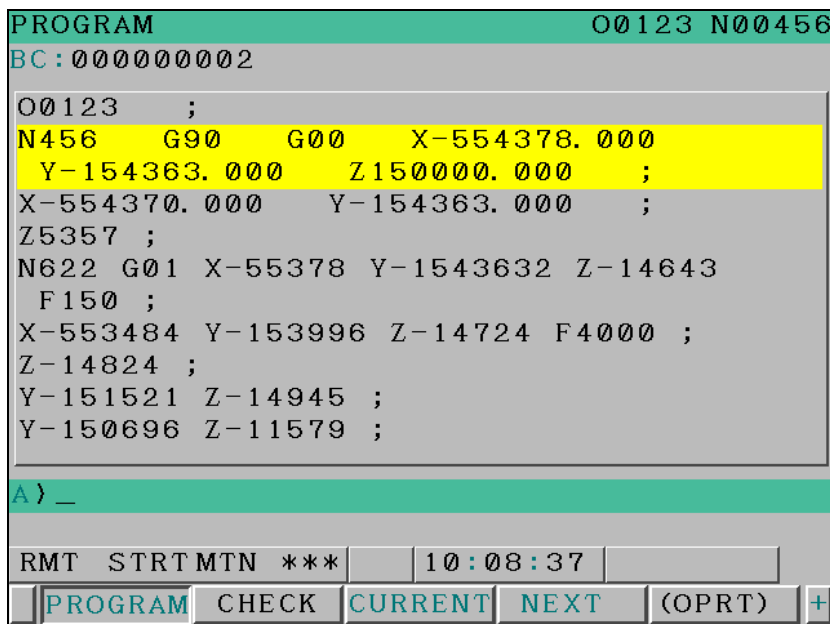 PROGRAM O0123 N00456
BC:000000002
O0123 ;
N456 G90 G00 X-554378.000
Y-154363.000 Z150000.000 ;
X-554370.000 Y-154363.000 ;
Z5357 ;
N622 G01 X-55378 Y-1543632 Z-14643
F150 ;
X-553484 Y-153996 Z-14724 F4000 ;
Z-14824 ;
Y-151521 Z-14945 ;
Y-150696 Z-11579 ;
A)_
RMT STRT MTN *** 10:08:37
PROGRAM CHECK CURRENT NEXT (OPRT) +